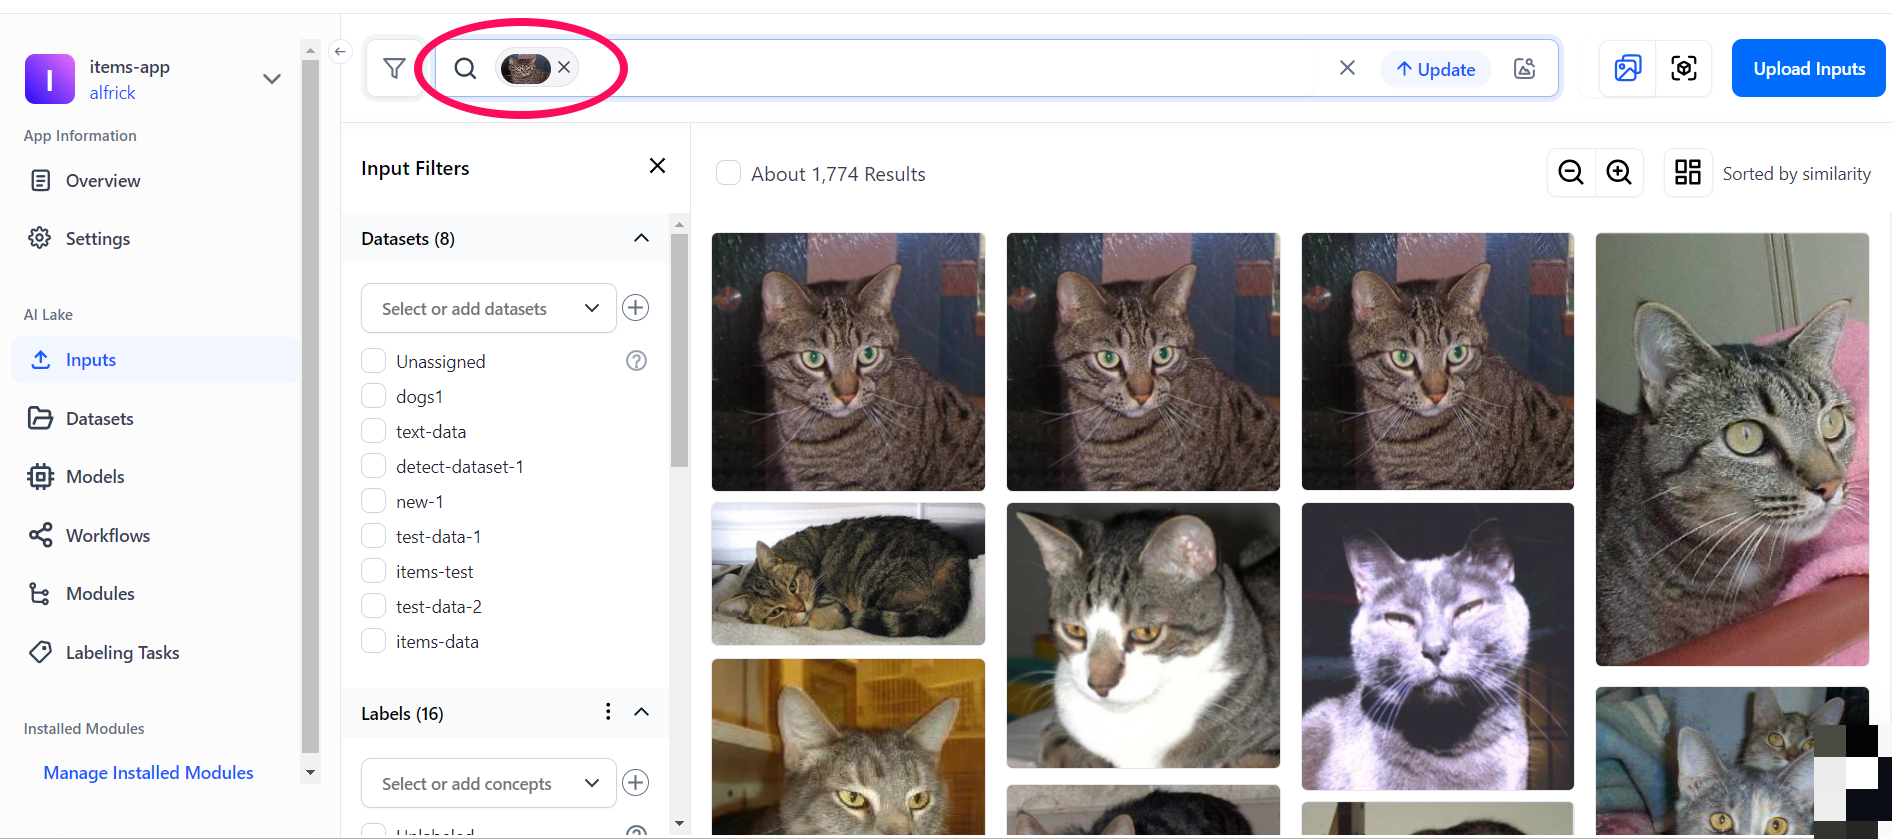 I
items-app
alfrick
App Information
Overview
Settings
AI Lake
Inputs
Datasets
Models
Workflows
Modules
Labeling Tasks
Installed Modules
Manage Installed Modules
Update
Upload Inputs
Input Filters
Datasets (8)
Select or add datasets
Unassigned
dogs1
text-data
detect-dataset-1
new-1
test-data-1
items-test
test-data-2
items-data
Labels (16)
Select or add concepts
Unlabeled
About 1,774 Results
Sorted by similarity